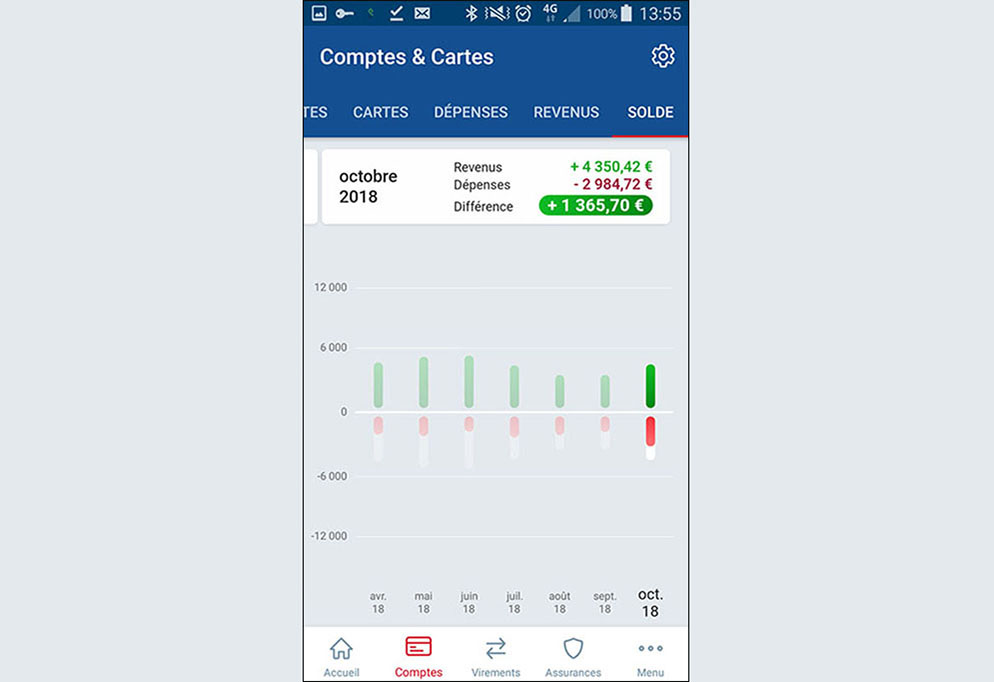 4G
100%
13:55
Comptes & Cartes
TES
CARTES
DÉPENSES
REVENUS
SOLDE
octobre
2018
Revenus
+ 4 350,42 €
Dépenses
- 2 984,72 €
Différence
+ 1 365,70 €
12 000
6 000
0
-6 000
-12 000
avr.
18
mai
18
juin
18
juil.
18
août
18
sept.
18
oct.
18
Accueil
Comptes
Virements
Assurances
Menu